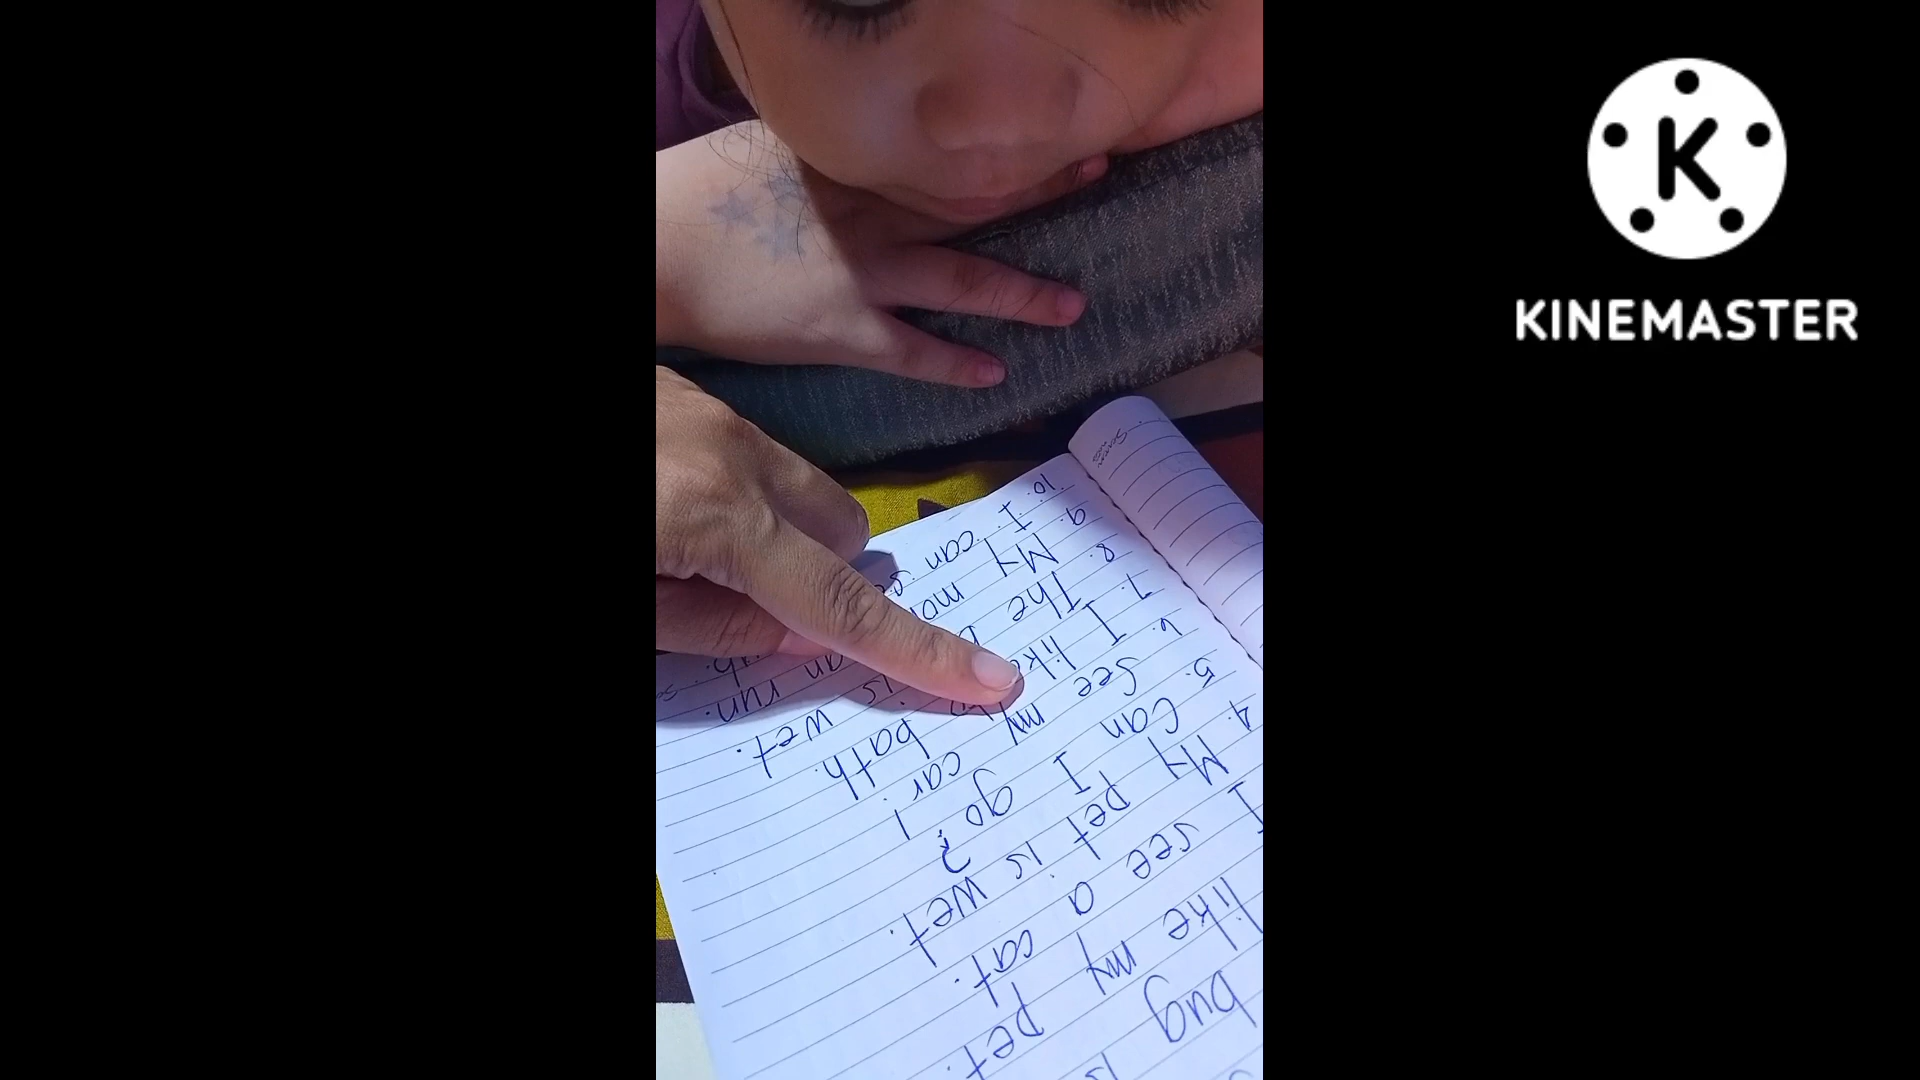 KINEMASTER
bug is
like my pet.
I see a cat.
4. My pet is wet.
5. Can I go?
6. See my car!
7. I like bath.
8. The is wet.
9. My run.
10. I can